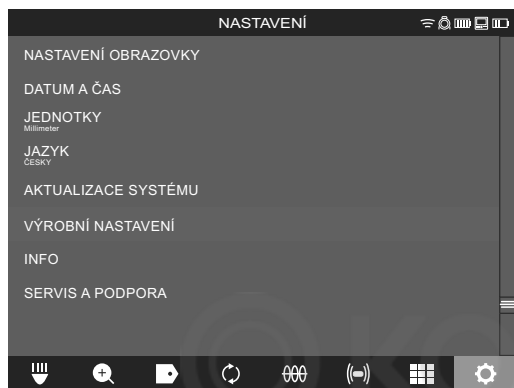 NASTAVENÍ
NASTAVENÍ OBRAZOVKY
DATUM A ČAS
JEDNOTKY
Millimeter
JAZYK
ČESKY
AKTUALIZACE SYSTÉMU
VÝROBNÍ NASTAVENÍ
INFO
SERVIS A PODPORA